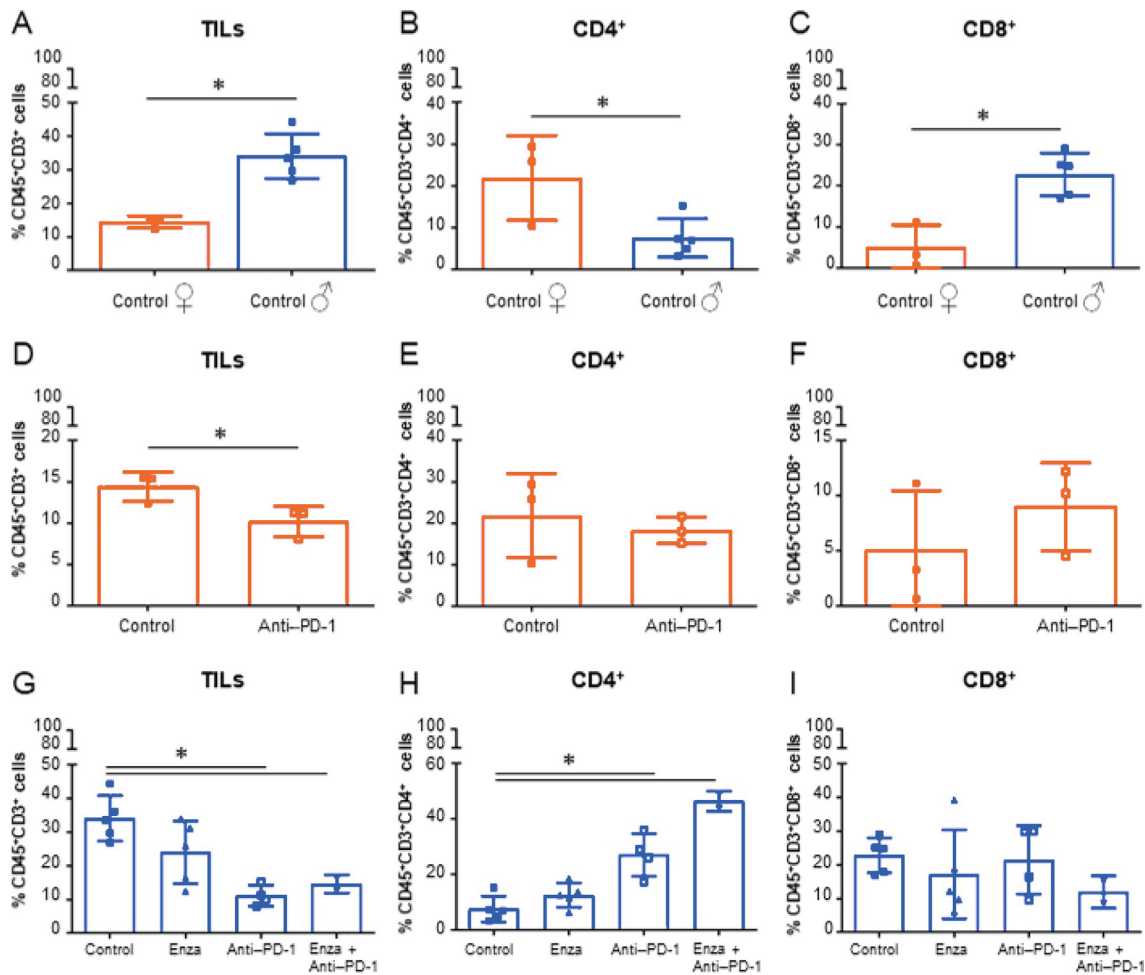 A
TILs
% CD45⁺CD3⁺ cells
100
80
50
40
30
20
10
0
*
Control ♀
Control ♂
B
CD4⁺
% CD45⁺CD3⁺CD4⁺ cells
100
80
40
30
20
10
0
*
Control ♀
Control ♂
C
CD8⁺
% CD45⁺CD3⁺CD8⁺ cells
100
80
40
30
20
10
0
*
Control ♀
Control ♂
D
TILs
% CD45⁺CD3⁺ cells
100
80
20
15
10
5
0
*
Control
Anti–PD-1
E
CD4⁺
% CD45⁺CD3⁺CD4⁺ cells
100
80
40
30
20
10
0
Control
Anti–PD-1
F
CD8⁺
% CD45⁺CD3⁺CD8⁺ cells
100
80
15
10
5
0
Control
Anti–PD-1
G
TILs
% CD45⁺CD3⁺ cells
100
80
50
40
30
20
10
0
*
Control
Enza
Anti–PD-1
Enza +
Anti–PD-1
H
CD4⁺
% CD45⁺CD3⁺CD4⁺ cells
100
80
60
40
20
0
*
Control
Enza
Anti–PD-1
Enza +
Anti–PD-1
I
CD8⁺
% CD45⁺CD3⁺CD8⁺ cells
100
80
50
40
30
20
10
0
Control
Enza
Anti–PD-1
Enza +
Anti–PD-1